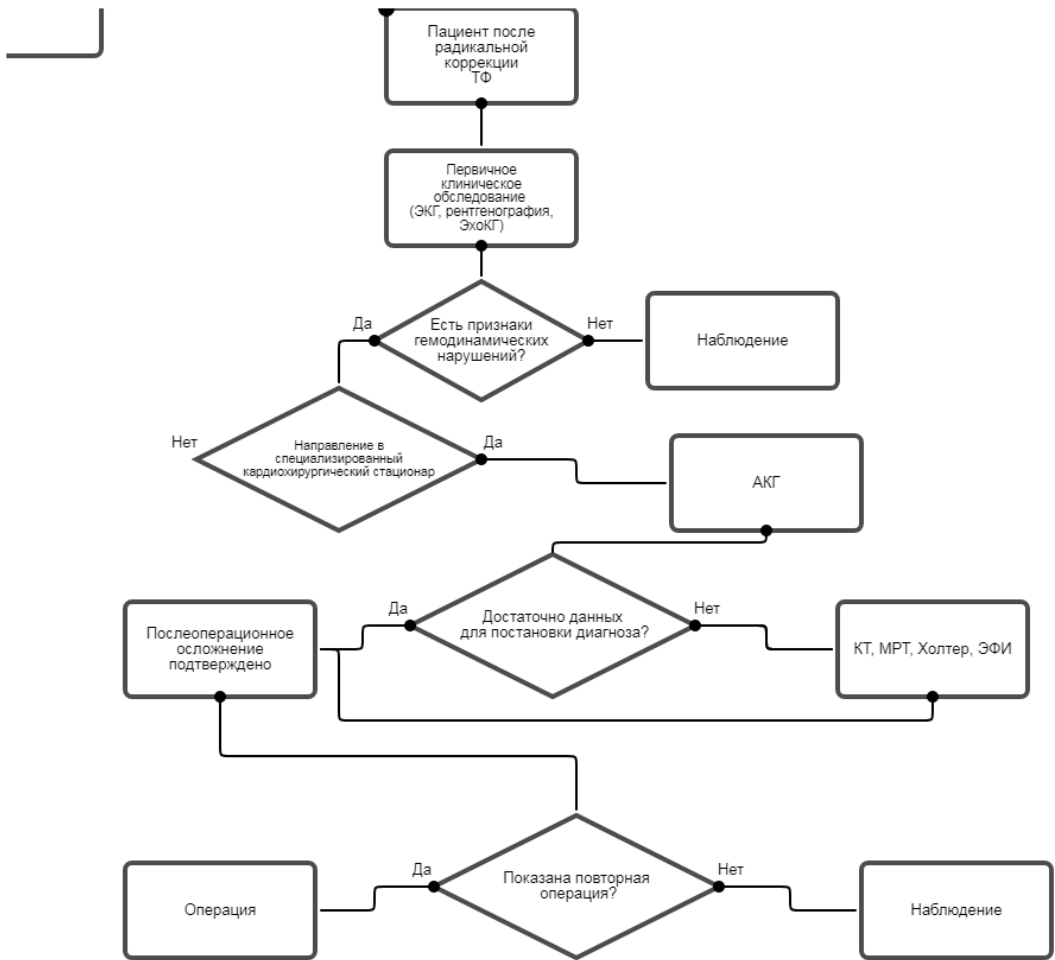 Пациент после
радикальной
коррекции
ТФ
Первичное
клиническое
обследование
(ЭКГ, рентгенография,
ЭхоКГ)
Да
Есть признаки
гемодинамических
нарушений?
Нет
Наблюдение
Нет
Направление в
специализированный
кардиохирургический стационар
Да
АКГ
Послеоперационное
осложнение
подтверждено
Да
Достаточно данных
для постановки диагноза?
Нет
КТ, МРТ, Холтер, ЭФИ
Операция
Да
Показана повторная
операция?
Нет
Наблюдение